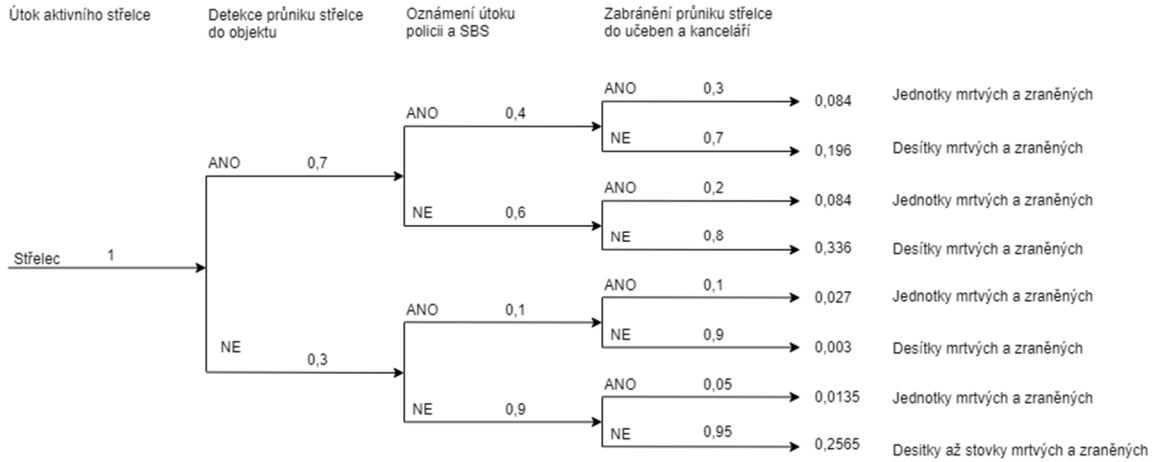 Útok aktivního střelce
Detekce průniku střelce
do objektu
Oznámení útoku
policii a SBS
Zabránění průniku střelce
do učeben a kanceláří
ANO 0,3 0,084 Jednotky mrtvých a zraněných
ANO 0,4
NE 0,7 0,196 Desítky mrtvých a zraněných
ANO 0,7
ANO 0,2 0,084 Jednotky mrtvých a zraněných
NE 0,6
NE 0,8 0,336 Desítky mrtvých a zraněných
Střelec 1
ANO 0,1 0,027 Jednotky mrtvých a zraněných
ANO 0,1
NE 0,9 0,003 Desítky mrtvých a zraněných
NE 0,3
ANO 0,05 0,0135 Jednotky mrtvých a zraněných
NE 0,9
NE 0,95 0,2565 Desitky až stovky mrtvých a zraněných